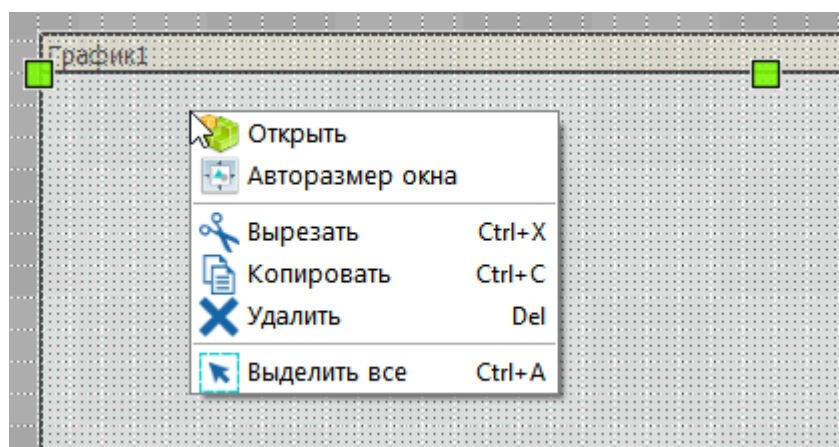 График1
Открыть
Авторазмер окна
Вырезать Ctrl+X
Копировать Ctrl+C
Удалить Del
Выделить все Ctrl+A